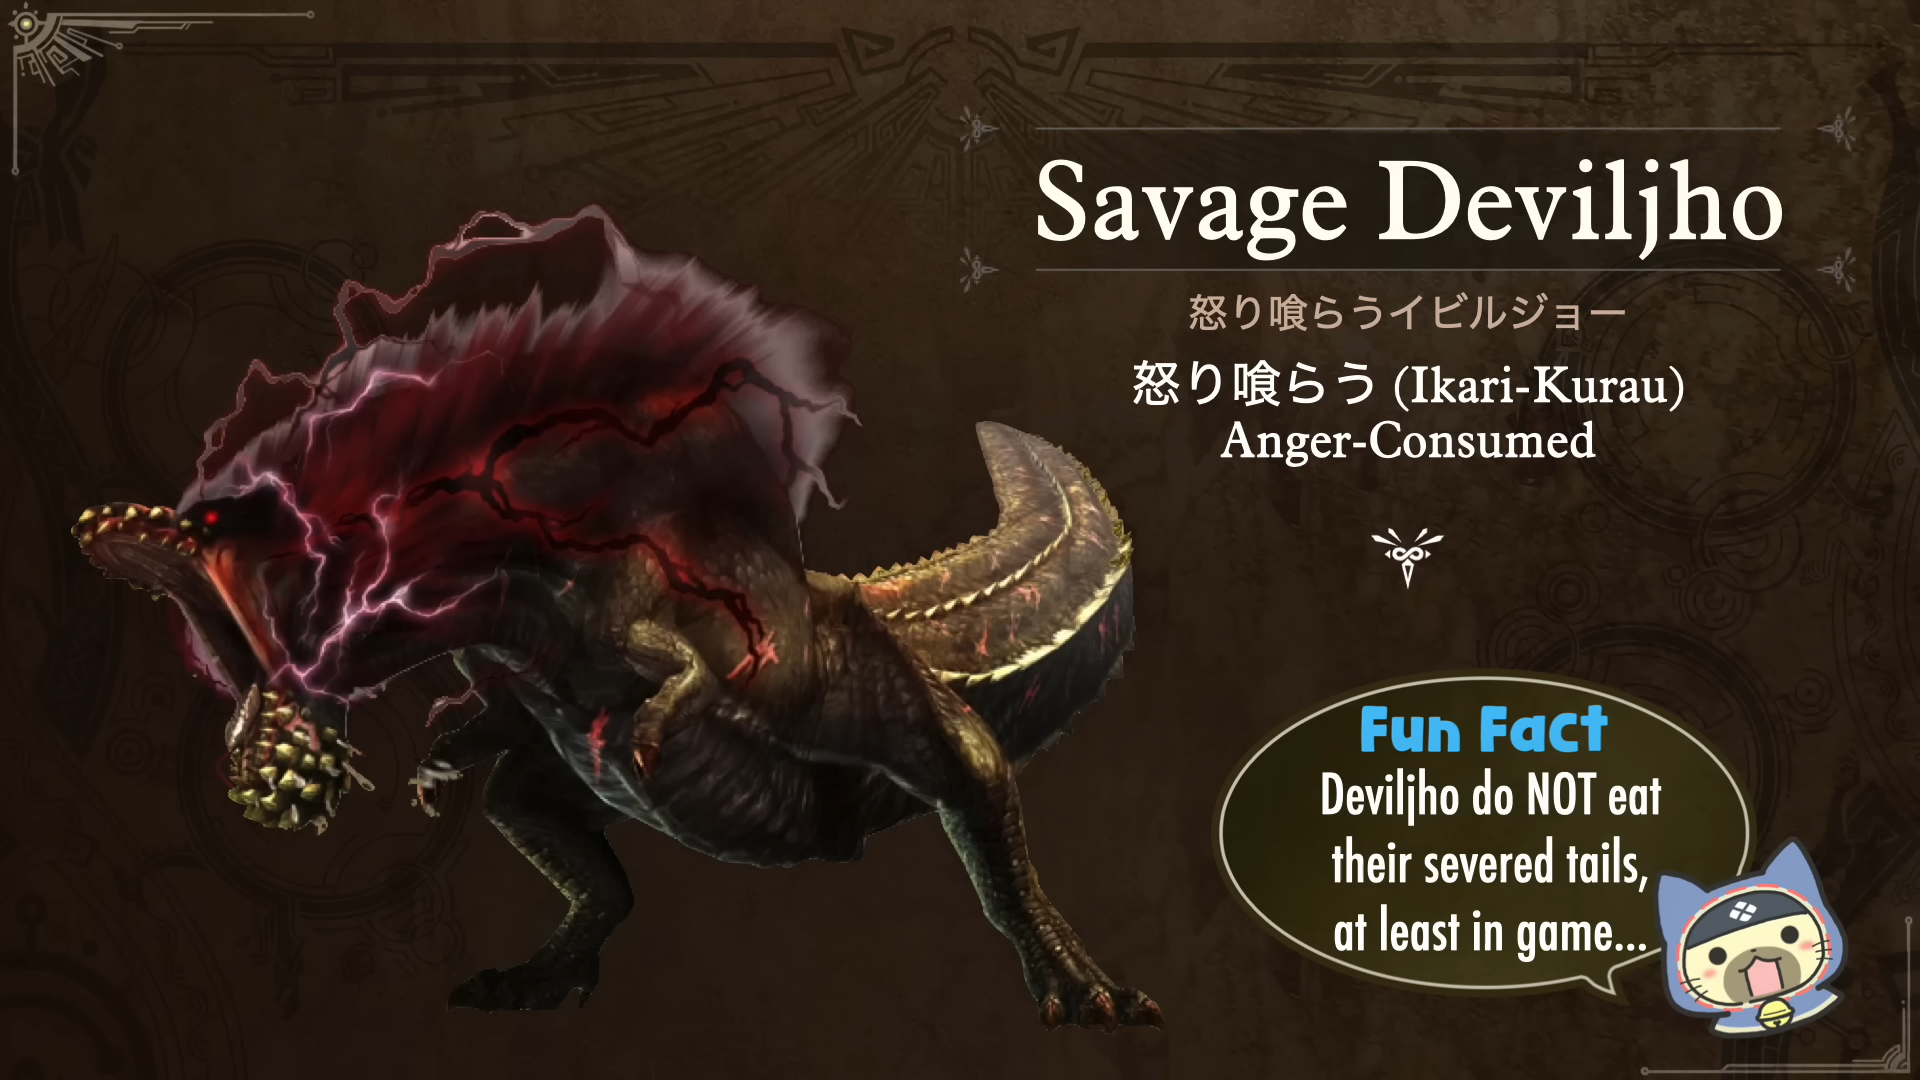 Savage Deviljho
怒り喰らうイビルジョー
怒り喰らう (Ikari-Kurau)
Anger-Consumed
Fun Fact
Deviljho do NOT eat
their severed tails,
at least in game...